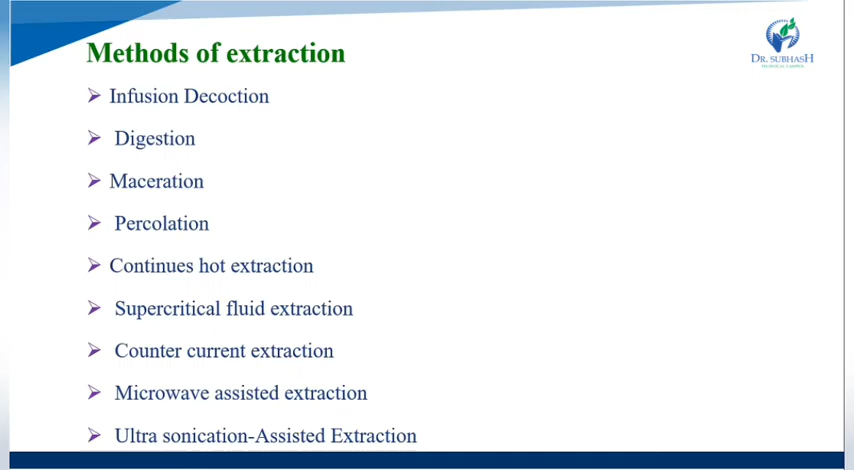 Methods of extraction
DR. SUBHASH
TECHNICAL CAMPUS
➢ Infusion Decoction
➢ Digestion
➢ Maceration
➢ Percolation
➢ Continues hot extraction
➢ Supercritical fluid extraction
➢ Counter current extraction
➢ Microwave assisted extraction
➢ Ultra sonication-Assisted Extraction